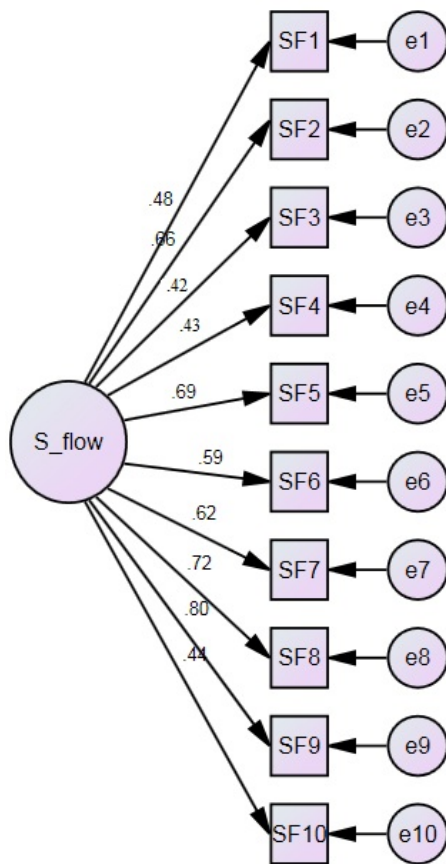 SF1 e1
SF2 e2
.48
.66
SF3 e3
.42
SF4 e4
.43
SF5 e5
.69
S_flow
.59
SF6 e6
.62
SF7 e7
.72
.80
SF8 e8
.44
SF9 e9
SF10 e10